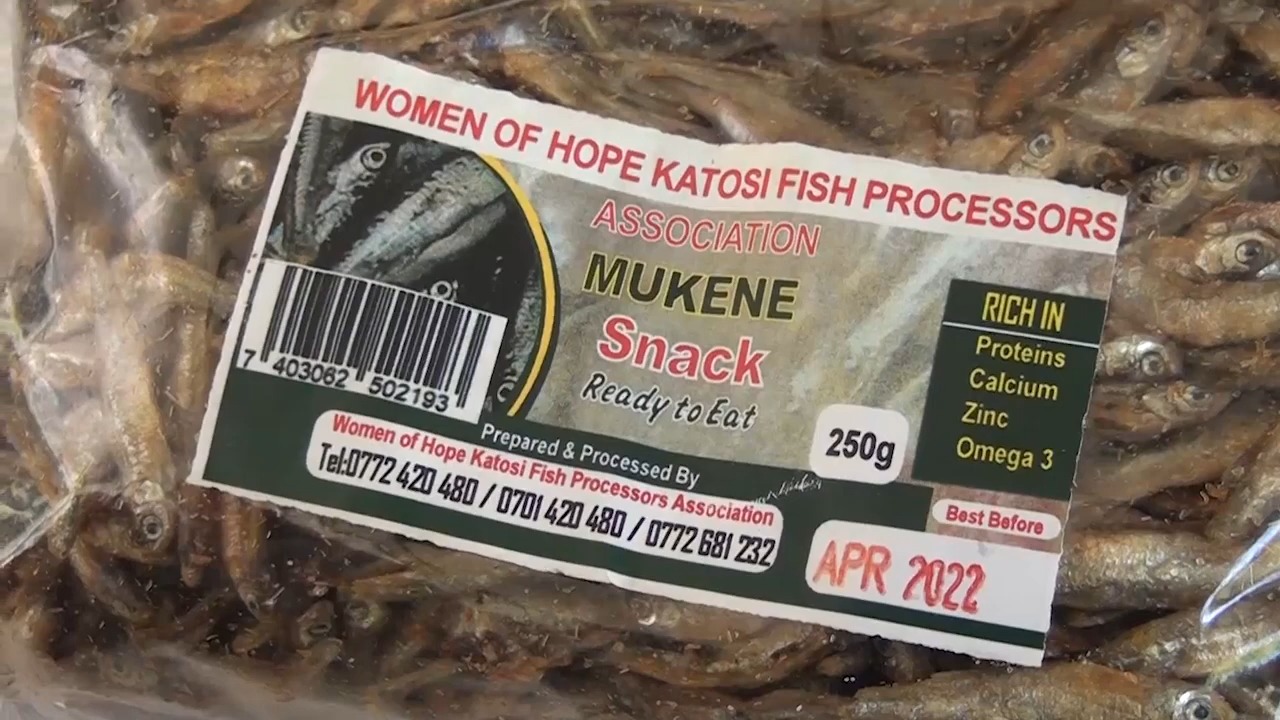 WOMEN OF HOPE KATOSI FISH PROCESSORS
ASSOCIATION
MUKENE
Snack
Ready to Eat
RICH IN
Proteins
Calcium
Zinc
Omega 3
250g
7 403062 502193
Prepared & Processed By
Women of Hope Katosi Fish Processors Association
Tel:0772 420 480 / 0701 420 480 / 0772 681 232
Best Before
APR 2022